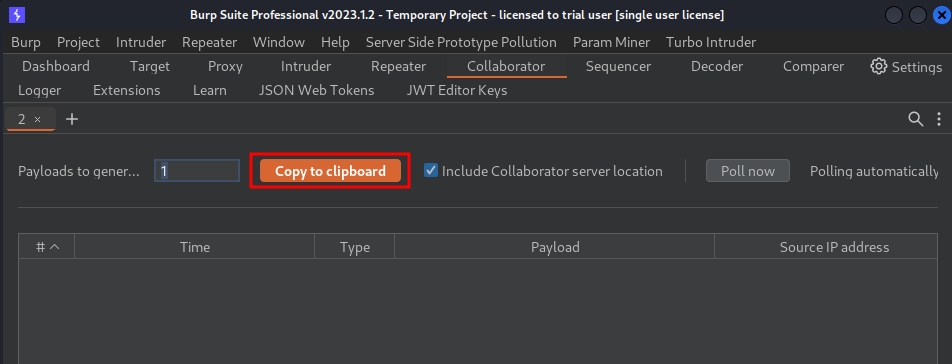 Burp Suite Professional v2023.1.2 - Temporary Project - licensed to trial user [single user license]
Burp Project Intruder Repeater Window Help Server Side Prototype Pollution Param Miner Turbo Intruder
Dashboard Target Proxy Intruder Repeater Collaborator Sequencer Decoder Comparer Settings
Logger Extensions Learn JSON Web Tokens JWT Editor Keys
2 × +
Payloads to gener... 1 Copy to clipboard Include Collaborator server location Poll now Polling automatically
# Time Type Payload Source IP address